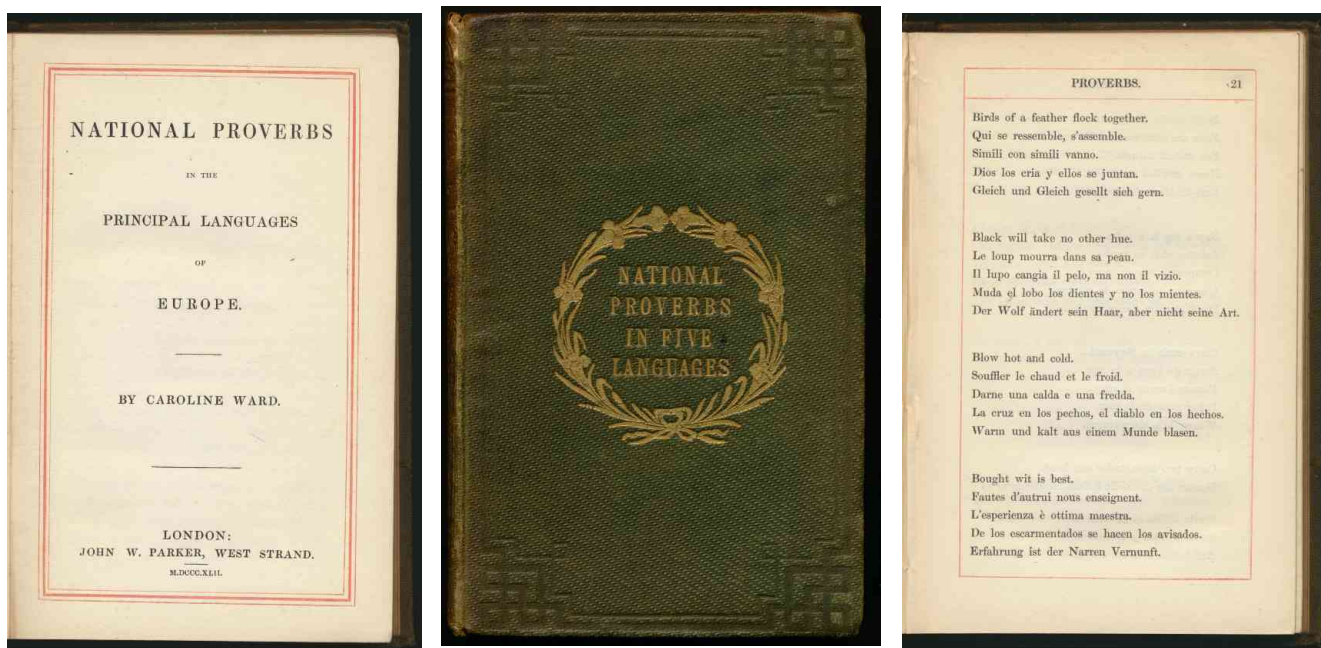 NATIONAL PROVERBS
IN THE
PRINCIPAL LANGUAGES
OF
EUROPE.
BY CAROLINE WARD.
LONDON:
JOHN W. PARKER, WEST STRAND.
M.DCCC.XLII.
NATIONAL
PROVERBS
IN FIVE
LANGUAGES
PROVERBS. 21
Birds of a feather flock together.
Qui se ressemble, s'assemble.
Simili con simili vanno.
Dios los cria y ellos se juntan.
Gleich und Gleich gesellt sich gern.
Black will take no other hue.
Le loup mourra dans sa peau.
Il lupo cangia il pelo, ma non il vizio.
Muda el lobo los dientes y no los mientes.
Der Wolf ändert sein Haar, aber nicht seine Art.
Blow hot and cold.
Souffler le chaud et le froid.
Darne una calda e una fredda.
La cruz en los pechos, el diablo en los hechos.
Warm und kalt aus einem Munde blasen.
Bought wit is best.
Fautes d'autrui nous enseignent.
L'esperienza è ottima maestra.
De los escarmentados se hacen los avisados.
Erfahrung ist der Narren Vernunft.